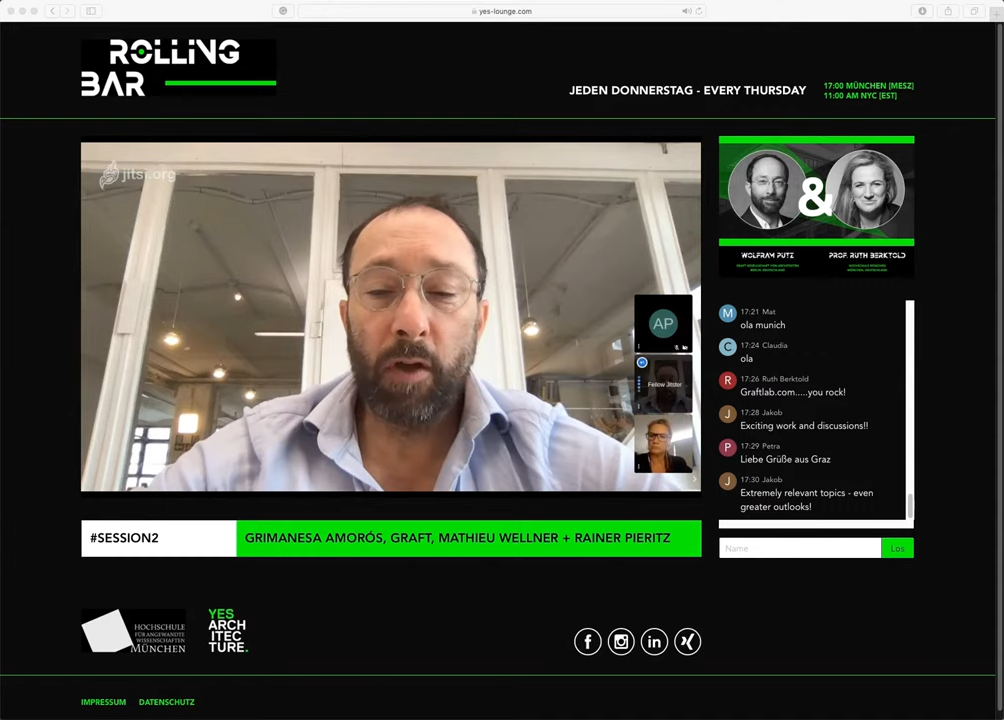 yes-lounge.com
ROLLING
BAR
JEDEN DONNERSTAG - EVERY THURSDAY
17:00 MÜNCHEN [MESZ]
11:00 AM NYC [EST]
jitsi.org
AP
Fellow Jitster
&
WOLFRAM PUTZ
PROF. RUTH BERKTOLD
M
17:21 Mat
ola munich
C
17:24 Claudia
ola
R
17:26 Ruth Berktold
Graftlab.com.....you rock!
J
17:28 Jakob
Exciting work and discussions!!
P
17:29 Petra
Liebe Grüße aus Graz
J
17:30 Jakob
Extremely relevant topics - even
greater outlooks!
Name
Los
#SESSION2
GRIMANESA AMORÓS, GRAFT, MATHIEU WELLNER + RAINER PIERITZ
HOCHSCHULE
FÜR ANGEWANDTE
WISSENSCHAFTEN
MÜNCHEN
YES
ARCH
ITEC
TURE.
IMPRESSUM
DATENSCHUTZ